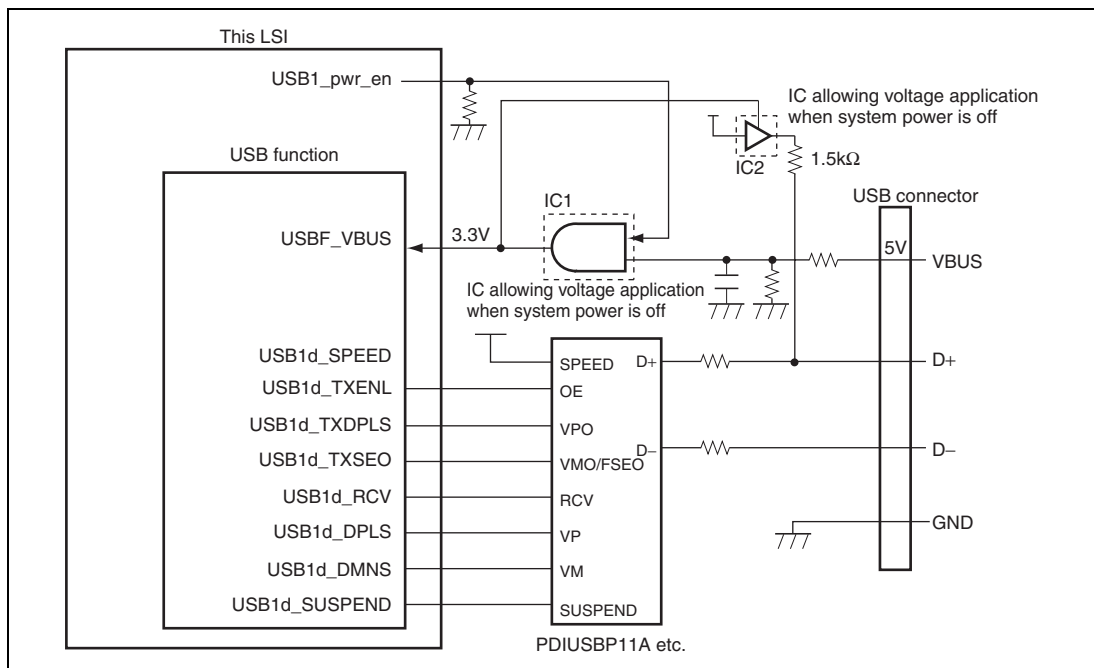 This LSI
USB1_pwr_en
IC allowing voltage application
when system power is off
IC2
1.5kΩ
USB function
USB connector
IC1
USBF_VBUS
3.3V
5V
VBUS
IC allowing voltage application
when system power is off
USB1d_SPEED
SPEED
D+
D+
USB1d_TXENL
OE
USB1d_TXDPLS
VPO
D−
D−
USB1d_TXSEO
VMO/FSEO
USB1d_RCV
RCV
USB1d_DPLS
VP
GND
USB1d_DMNS
VM
USB1d_SUSPEND
SUSPEND
PDIUSBP11A etc.